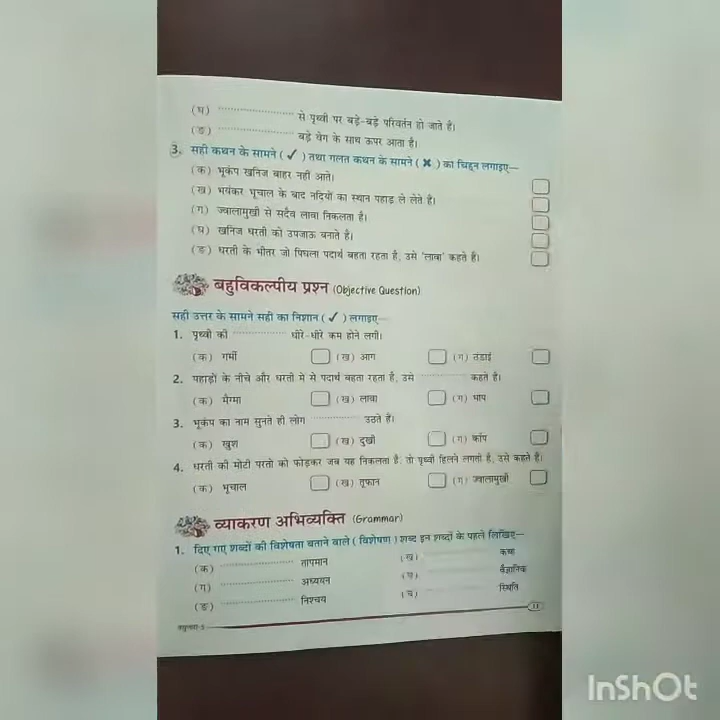 (घ) ........................ से पृथ्वी पर बड़े-बड़े परिवर्तन हो जाते हैं।
(ङ) ........................ बड़े वेग के साथ ऊपर आता है।
3. सही कथन के सामने ( ✓ ) तथा गलत कथन के सामने ( ✗ ) का चिह्न लगाइए—
(क) भूकंप खनिज बाहर नहीं आते।
(ख) भयंकर भूचाल के बाद नदियों का स्थान पहाड़ ले लेते हैं।
(ग) ज्वालामुखी से सदैव लावा निकलता है।
(घ) खनिज धरती को उपजाऊ बनाते हैं।
(ङ) धरती के भीतर जो पिघला पदार्थ बहता रहता है, उसे 'लावा' कहते हैं।
बहुविकल्पीय प्रश्न (Objective Question)
सही उत्तर के सामने सही का निशान ( ✓ ) लगाइए—
1. पृथ्वी की ................ धीरे-धीरे कम होने लगी।
(क) गर्मी (ख) आग (ग) ठंडाई
2. पहाड़ों के नीचे और धरती में से पदार्थ बहता रहता है, उसे .............. कहते हैं।
(क) मैग्मा (ख) लावा (ग) भाप
3. भूकंप का नाम सुनते ही लोग .............. उठते हैं।
(क) खुश (ख) दुखी (ग) काँप
4. धरती की मोटी परतों को फोड़कर जब यह निकलता है; तो पृथ्वी हिलने लगती है, उसे कहते हैं।
(क) भूचाल (ख) तूफान (ग) ज्वालामुखी
व्याकरण अभिव्यक्ति (Grammar)
1. दिए गए शब्दों की विशेषता बताने वाले ( विशेषण ) शब्द इन शब्दों के पहले लिखिए—
(क) ........................ तापमान (ख) ........................ कथा
(ग) ........................ अध्ययन (घ) ........................ वैज्ञानिक
(ङ) ........................ निश्चय (च) ........................ स्थिति
11
InShOt